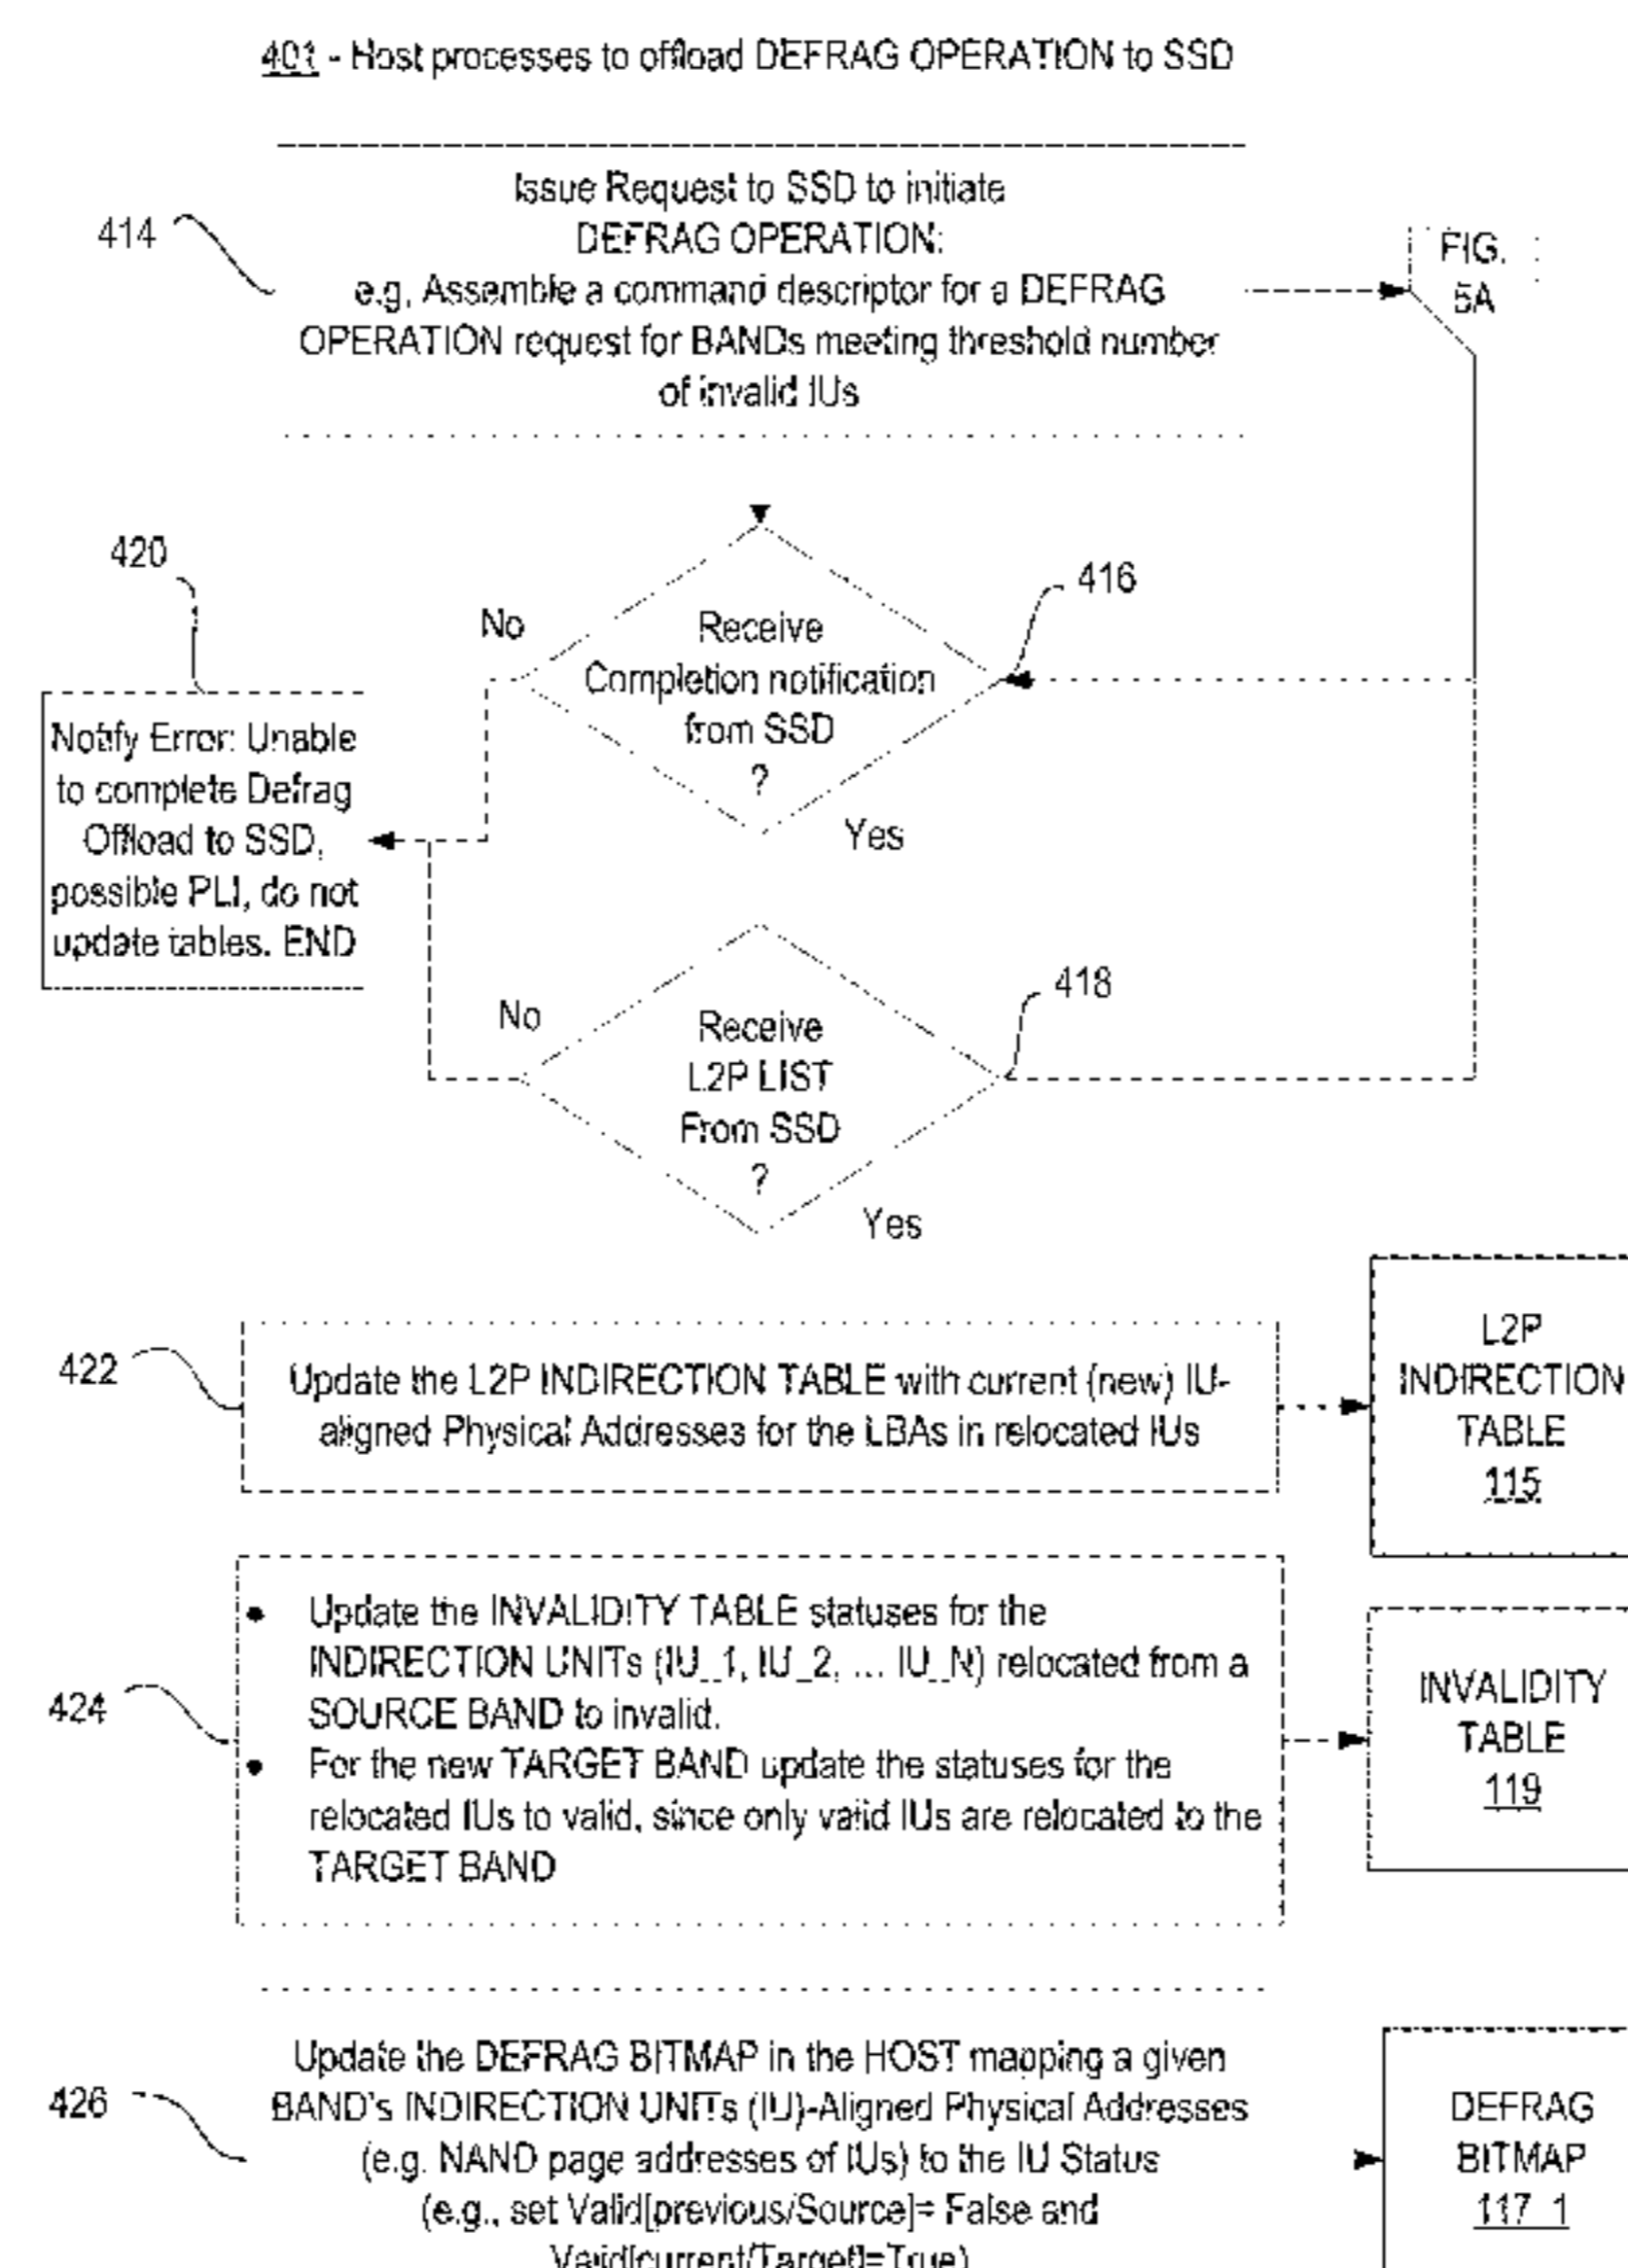 401 - Host processes to offload DEFRAG OPERATION to SSD
414
Issue Request to SSD to initiate
DEFRAG OPERATION:
e.g, Assemble a command descriptor for a DEFRAG
OPERATION request for BANDs meeting threshold number
of invalid IUs
FIG.
5A
420
No
416
Receive
Completion notification
from SSD
?
Yes
Notify Error: Unable
to complete Defrag
Offload to SSD,
possible PLI, do not
update tables. END
No
418
Receive
L2P LIST
From SSD
?
Yes
422
Update the L2P INDIRECTION TABLE with current (new) IU-
aligned Physical Addresses for the LBAs in relocated IUs
L2P
INDIRECTION
TABLE
115
424
• Update the INVALIDITY TABLE statuses for the
INDIRECTION UNITs (IU_1, IU_2, ... IU_N) relocated from a
SOURCE BAND to invalid.
• For the new TARGET BAND update the statuses for the
relocated IUs to valid, since only valid IUs are relocated to the
TARGET BAND
INVALIDITY
TABLE
119
426
Update the DEFRAG BITMAP in the HOST mapping a given
BAND's INDIRECTION UNITs (IU)-Aligned Physical Addresses
(e.g. NAND page addresses of IUs) to the IU Status
(e.g., set Valid[previous/Source]= False and
Valid[current/Target]=True)
DEFRAG
BITMAP
117_1